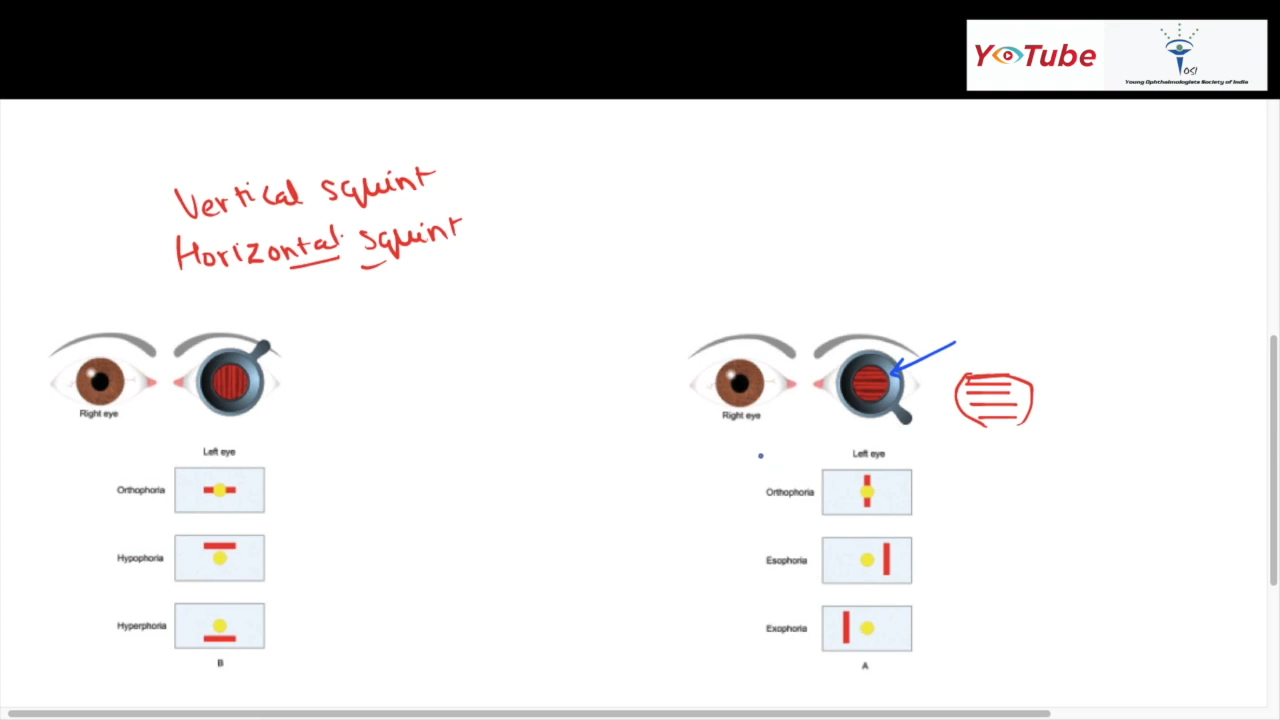 YoTube
YOSI
Young Ophthalmologists Society of India
Vertical squint
Horizontal squint
Right eye
Left eye
Orthophoria
Hypophoria
Hyperphoria
B
Right eye
Left eye
Orthophoria
Esophoria
Exophoria
A